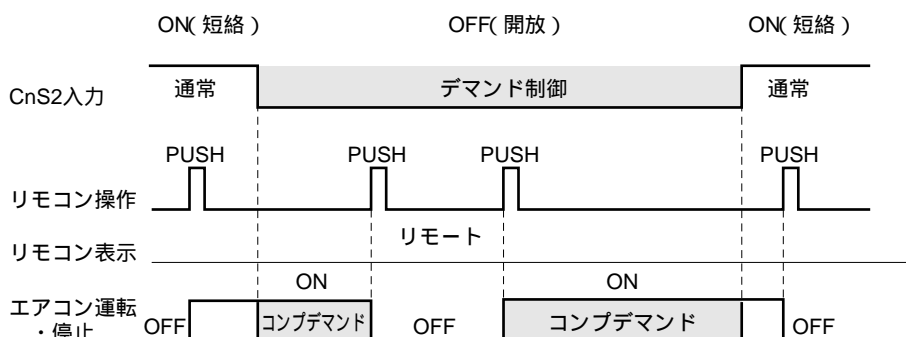 ON(短絡) OFF(開放) ON(短絡)
CnS2入力 通常 デマンド制御 通常
PUSH PUSH PUSH PUSH
リモコン操作
リモート
リモコン表示
ON ON
エアコン運転
・停止 OFF コンプデマンド OFF コンプデマンド OFF